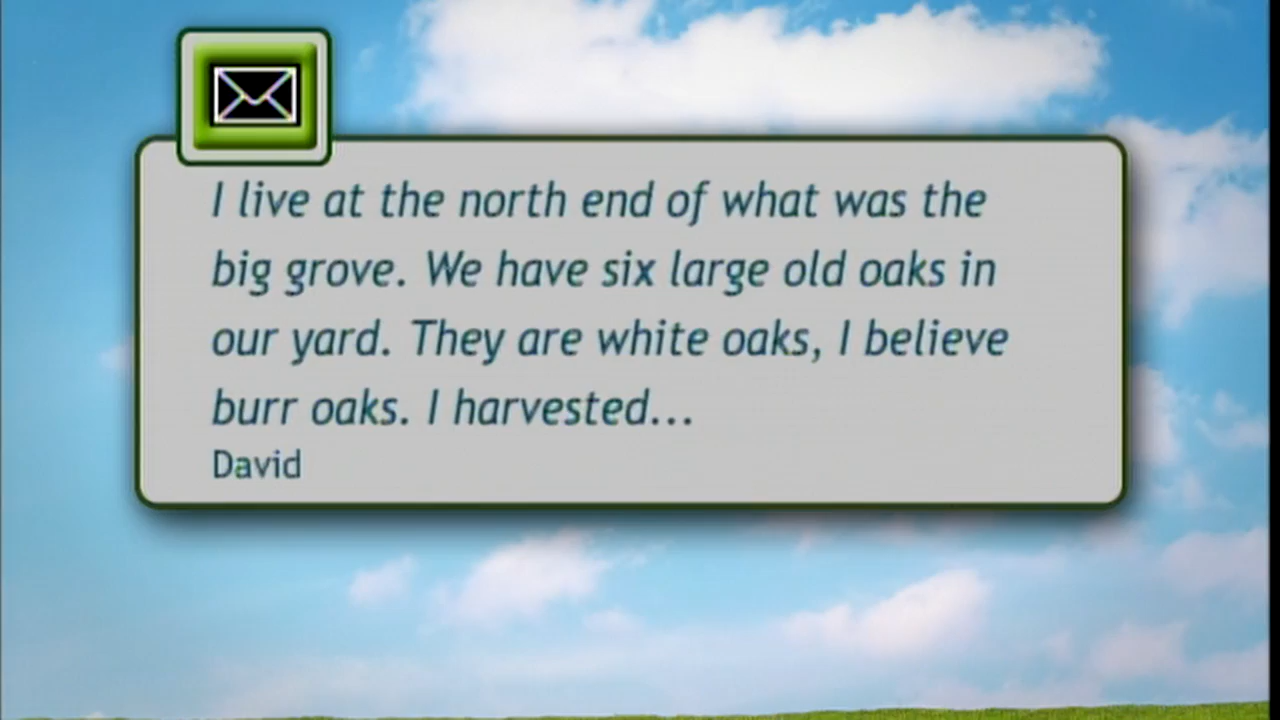 I live at the north end of what was the
big grove. We have six large old oaks in
our yard. They are white oaks, I believe
burr oaks. I harvested...
David